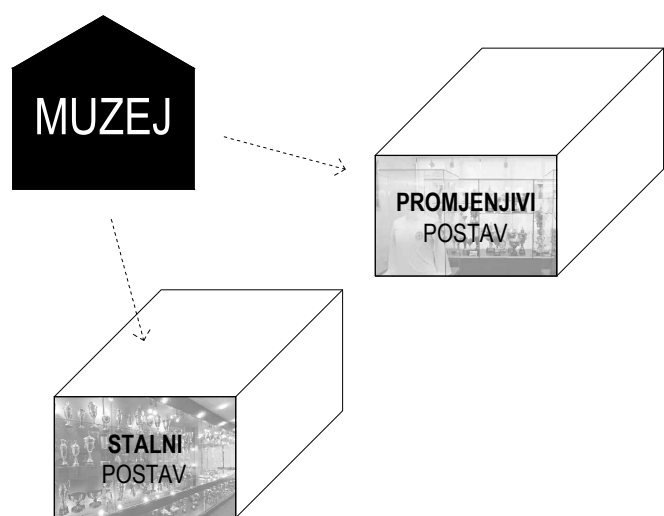 MUZEJ
PROMJENJIVI
POSTAV
STALNI
POSTAV